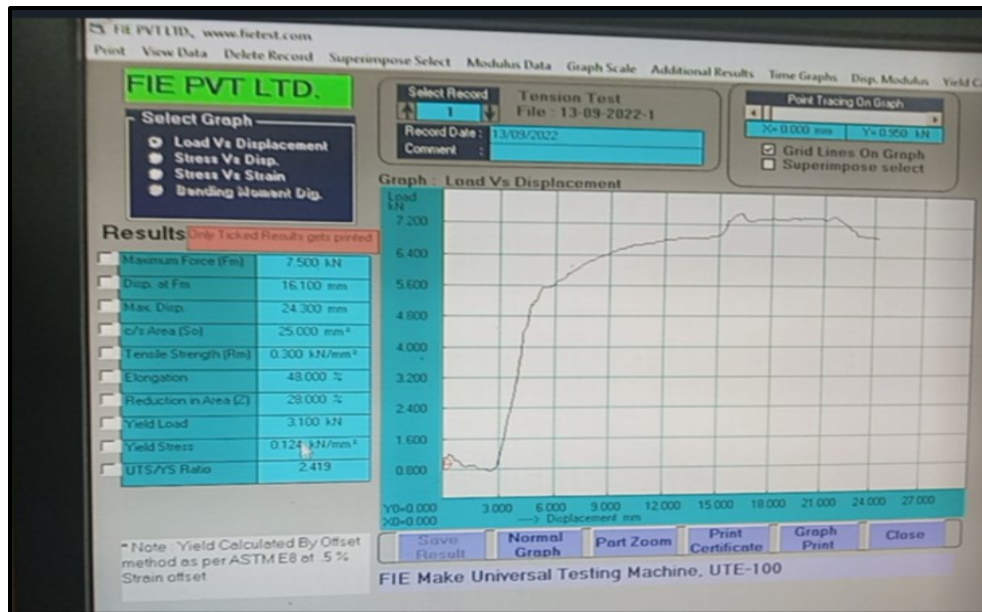 FIE PVT LTD., www.fietest.com
Print View Data Delete Record Superimpose Select Modulus Data Graph Scale Additional Results Time Graphs Disp. Modulus Yield
FIE PVT LTD.
Select Graph
Load Vs Displacement
Stress Vs Disp.
Stress Vs Strain
Bending Moment Dig.
Select Record
1
Tension Test
File : 13-09-2022-1
Record Date : 13/09/2022
Comment :
Point Tracing On Graph
X= 0.000 mm Y= 0.950 kN
Grid Lines On Graph
Superimpose select
Results Only Ticked Results gets printed
Maximum Force (Fm) 7.500 kN
Disp. at Fm 16.100 mm
Max. Disp. 24.300 mm
c/s Area (So) 25.000 mm²
Tensile Strength (Rm) 0.300 kN/mm²
Elongation 48.000 %
Reduction in Area (Z) 28.000 %
Yield Load 3.100 kN
Yield Stress 0.124 kN/mm²
UTS/YS Ratio 2.419
Graph : Load Vs Displacement
Load
kN
7.200
6.400
5.600
4.800
4.000
3.200
2.400
1.600
0.800
Y0=0.000 3.000 6.000 9.000 12.000 15.000 18.000 21.000 24.000 27.000
X0=0.000 ---> Displacement mm
* Note : Yield Calculated By Offset
method as per ASTM E8 at .5 %
Strain offset
Save Result
Normal Graph
Part Zoom
Print Certificate
Graph Print
Close
FIE Make Universal Testing Machine, UTE-100